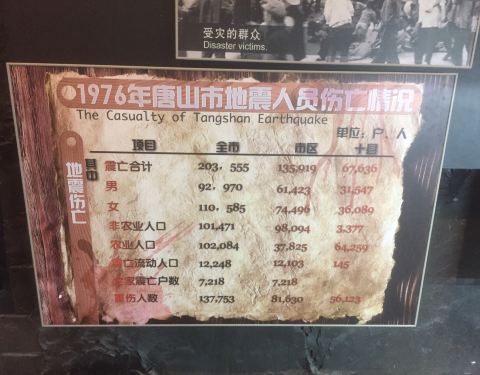 受灾的群众
Disaster victims.
1976年唐山市地震人员伤亡情况
The Casualty of Tangshan Earthquake
单位：户、人
地震伤亡
其中
项目 全市 市区 十县
震亡合计 203，555 135,919 67,636
男 92，970 61,423 31,547
女 110，585 74,496 36,089
非农业人口 101,471 98,094 3,377
农业人口 102,084 37,825 64,259
震亡流动人口 12,248 12,103 145
全家震亡户数 7,218 7,218
重伤人数 137,753 81,630 56,123